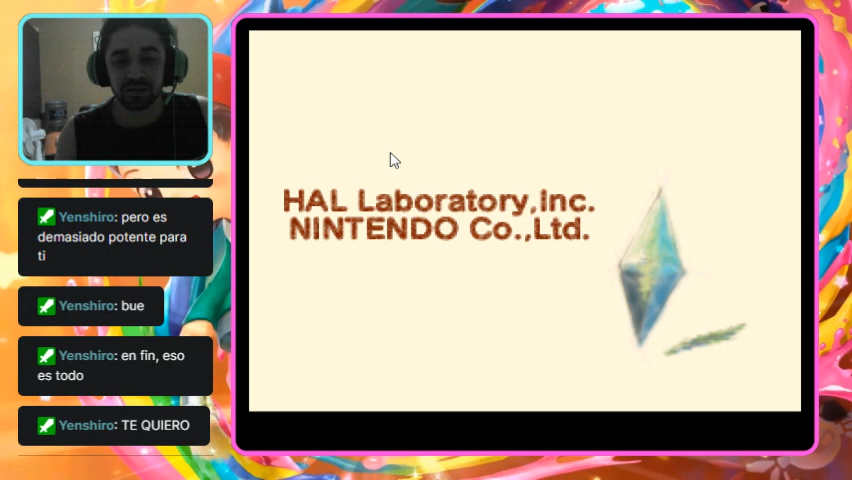 Yenshiro: pero es
demasiado potente para
ti
Yenshiro: bue
Yenshiro: en fin, eso
es todo
Yenshiro: TE QUIERO
HAL Laboratory,Inc.
NINTENDO Co.,Ltd.